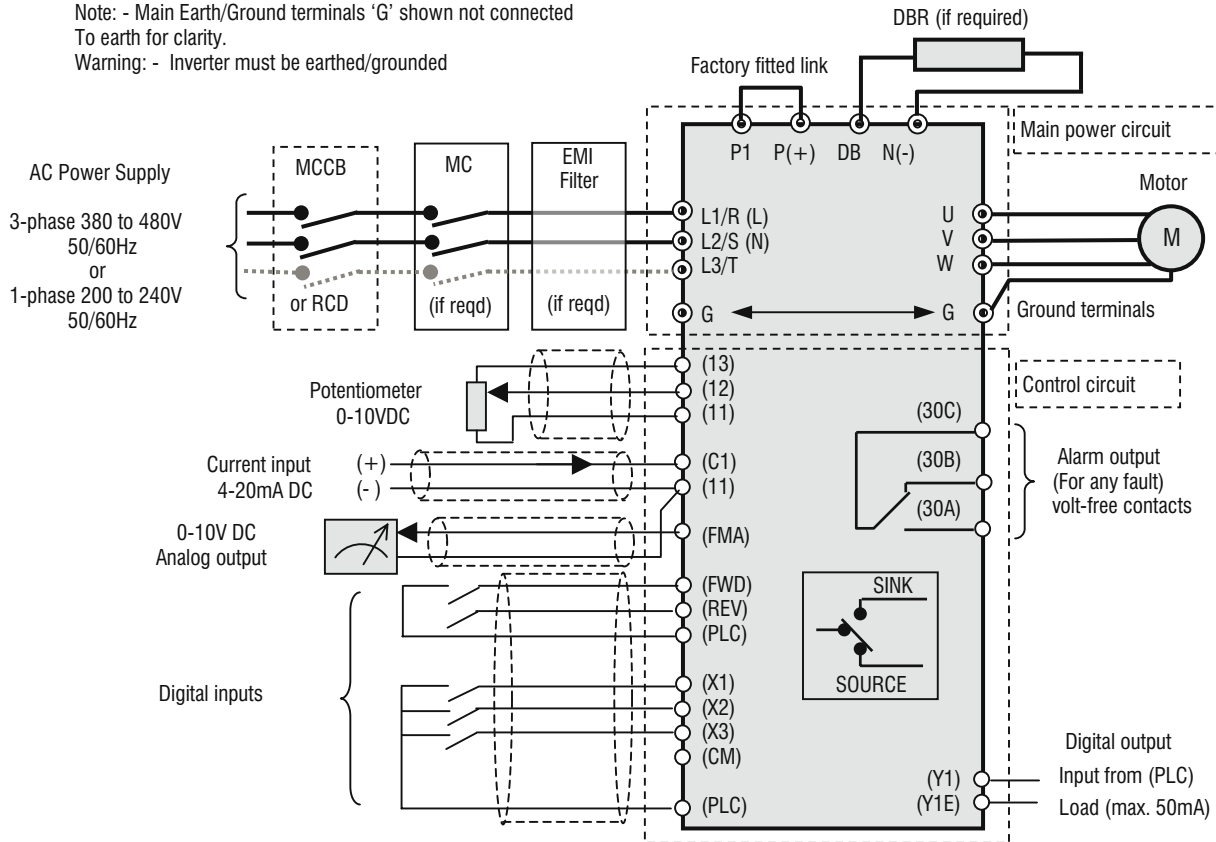 Note: - Main Earth/Ground terminals ‘G’ shown not connected
To earth for clarity.
Warning: - Inverter must be earthed/grounded
DBR (if required)
Factory fitted link
Main power circuit
P1 P(+) DB N(-)
AC Power Supply
3-phase 380 to 480V
50/60Hz
or
1-phase 200 to 240V
50/60Hz
MCCB
or RCD
MC
(if reqd)
EMI
Filter
(if reqd)
L1/R (L)
L2/S (N)
L3/T
G
U
V
W
G
Motor
M
Ground terminals
Potentiometer
0-10VDC
(13)
(12)
(11)
Control circuit
Current input (+)
4-20mA DC (-)
(C1)
(11)
(30C)
(30B)
(30A)
Alarm output
(For any fault)
volt-free contacts
0-10V DC
Analog output
(FMA)
Digital inputs
(FWD)
(REV)
(PLC)
(X1)
(X2)
(X3)
(CM)
(PLC)
SINK
SOURCE
Digital output
(Y1) Input from (PLC)
(Y1E) Load (max. 50mA)